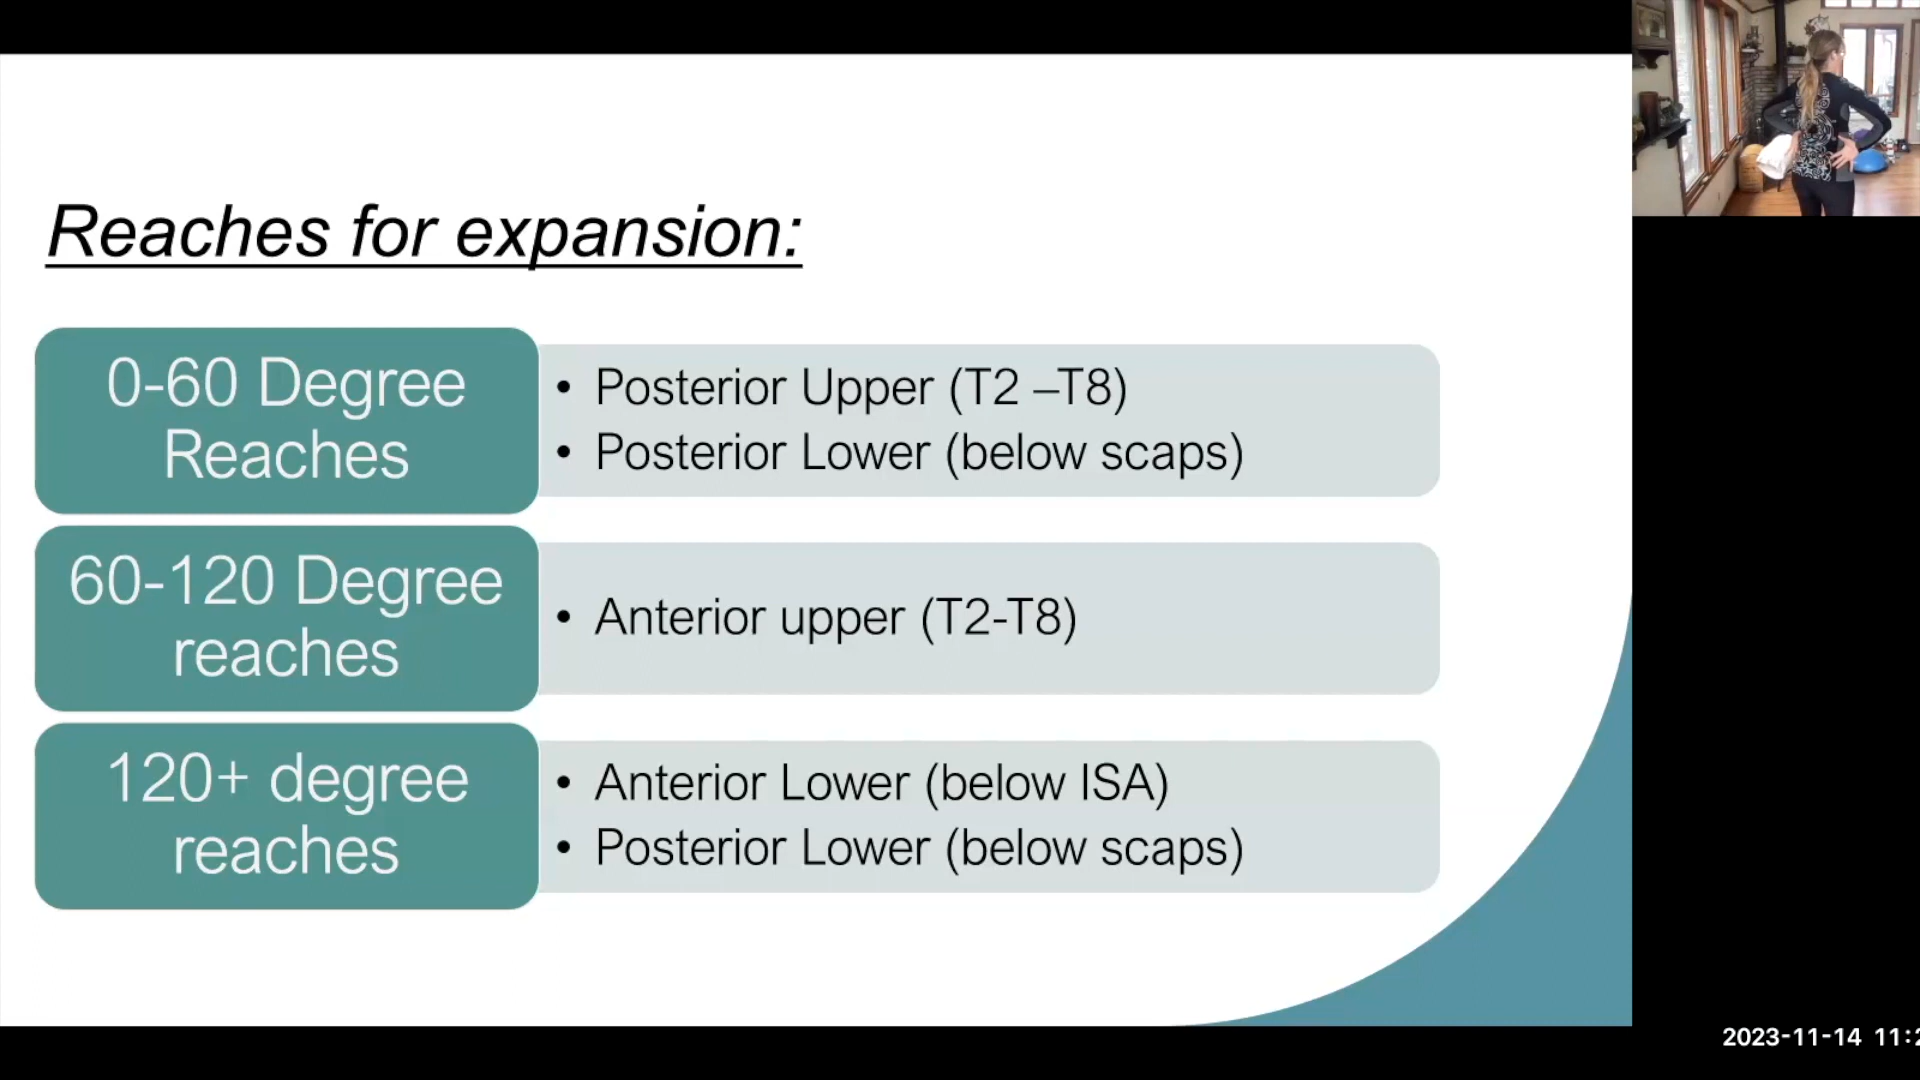 Reaches for expansion:
0-60 Degree
Reaches
• Posterior Upper (T2 –T8)
• Posterior Lower (below scaps)
60-120 Degree
reaches
• Anterior upper (T2-T8)
120+ degree
reaches
• Anterior Lower (below ISA)
• Posterior Lower (below scaps)
2023-11-14 11:2